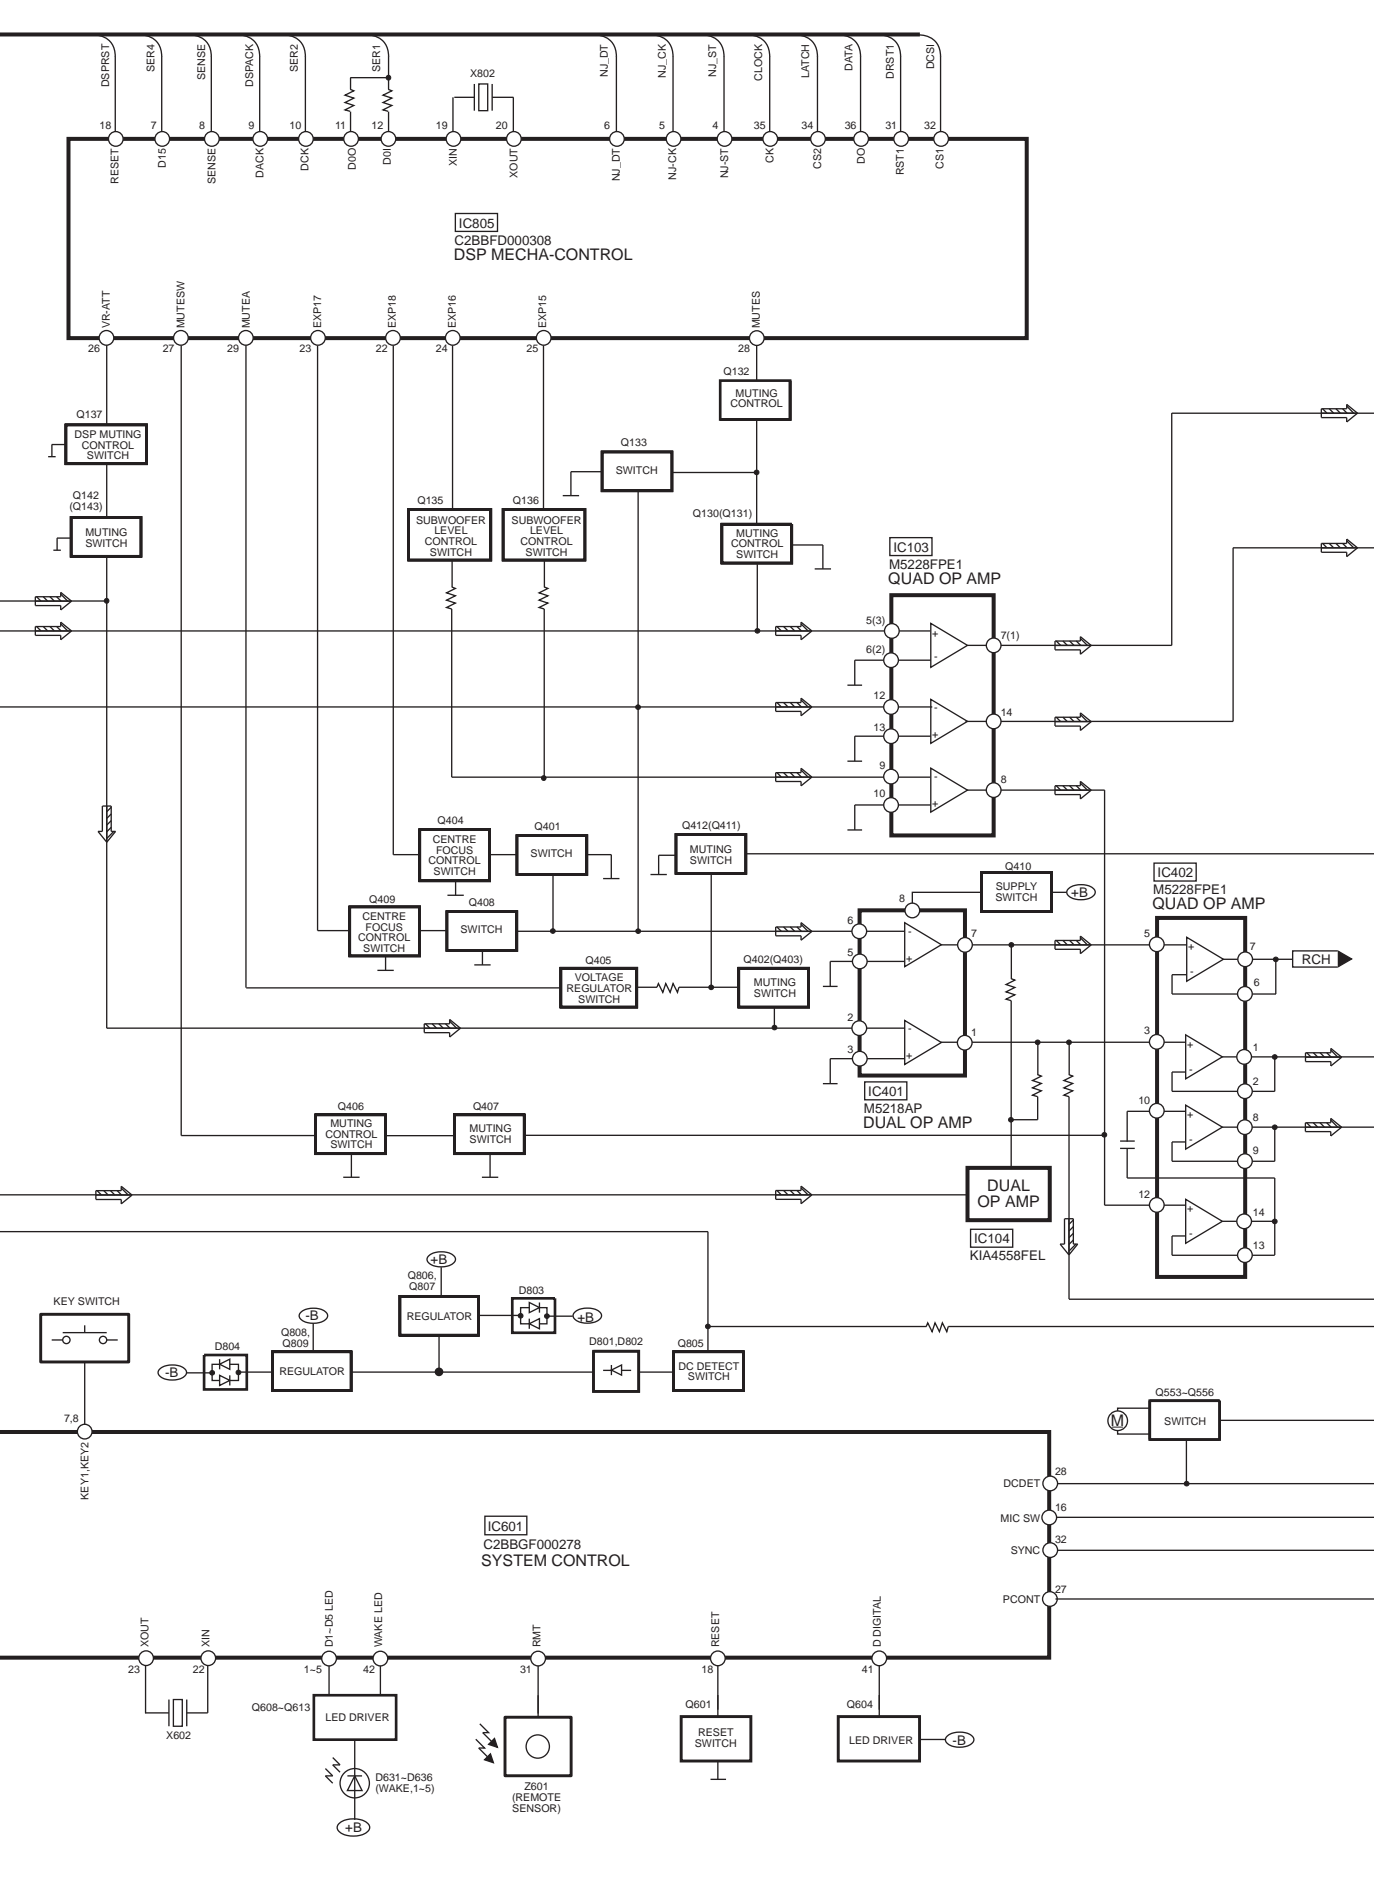 DSPRST
SER4
SENSE
DSPACK
SER2
SER1
X802
NJ_DT
NJ_CK
NJ_ST
CLOCK
LATCH
DATA
DRST1
DCSI
18 7 8 9 10 11 12 19 20 6 5 4 35 34 36 31 32
RESET
D15
SENSE
DACK
DCK
D0O
D0I
XIN
XOUT
NJ_DT
NJ-CK
NJ-ST
CK
CS2
DO
RST1
CS1
IC805
C2BBFD000308
DSP MECHA-CONTROL
VR-ATT
MUTESW
MUTEA
EXP17
EXP18
EXP16
EXP15
MUTES
26 27 29 23 22 24 25 28
Q132
MUTING
CONTROL
Q137
DSP MUTING
CONTROL
SWITCH
Q133
SWITCH
Q142
(Q143)
MUTING
SWITCH
Q135
SUBWOOFER
LEVEL
CONTROL
SWITCH
Q136
SUBWOOFER
LEVEL
CONTROL
SWITCH
Q130(Q131)
MUTING
CONTROL
SWITCH
IC103
M5228FPE1
QUAD OP AMP
5(3)
+
7(1)
6(2)
-
12
-
14
13
+
9
-
8
10
+
Q404
CENTRE
FOCUS
CONTROL
SWITCH
Q401
SWITCH
Q412(Q411)
MUTING
SWITCH
Q410
SUPPLY
SWITCH
+B
IC402
M5228FPE1
QUAD OP AMP
Q409
CENTRE
FOCUS
CONTROL
SWITCH
Q408
SWITCH
8
6
-
7
5
+
5
+
7
-
6
RCH
Q405
VOLTAGE
REGULATOR
SWITCH
Q402(Q403)
MUTING
SWITCH
2
-
1
3
+
3
+
1
-
2
IC401
M5218AP
DUAL OP AMP
10
+
8
-
9
Q406
MUTING
CONTROL
SWITCH
Q407
MUTING
SWITCH
DUAL
OP AMP
12
+
14
-
13
IC104
KIA4558FEL
KEY SWITCH
+B
Q806,
Q807
REGULATOR
D803
+B
-B
Q808,
Q809
REGULATOR
D804
-B
D801,D802
Q805
DC DETECT
SWITCH
7,8
KEY1,KEY2
Q553~Q556
M
SWITCH
DCDET 28
MIC SW 16
SYNC 32
PCONT 27
IC601
C2BBGF000278
SYSTEM CONTROL
XOUT
XIN
D1~D5 LED
WAKE LED
RMT
RESET
D DIGITAL
23 22 1~5 42 31 18 41
X602
Q608~Q613
LED DRIVER
Q601
RESET
SWITCH
Q604
LED DRIVER
-B
D631~D636
(WAKE,1~5)
+B
Z601
(REMOTE
SENSOR)